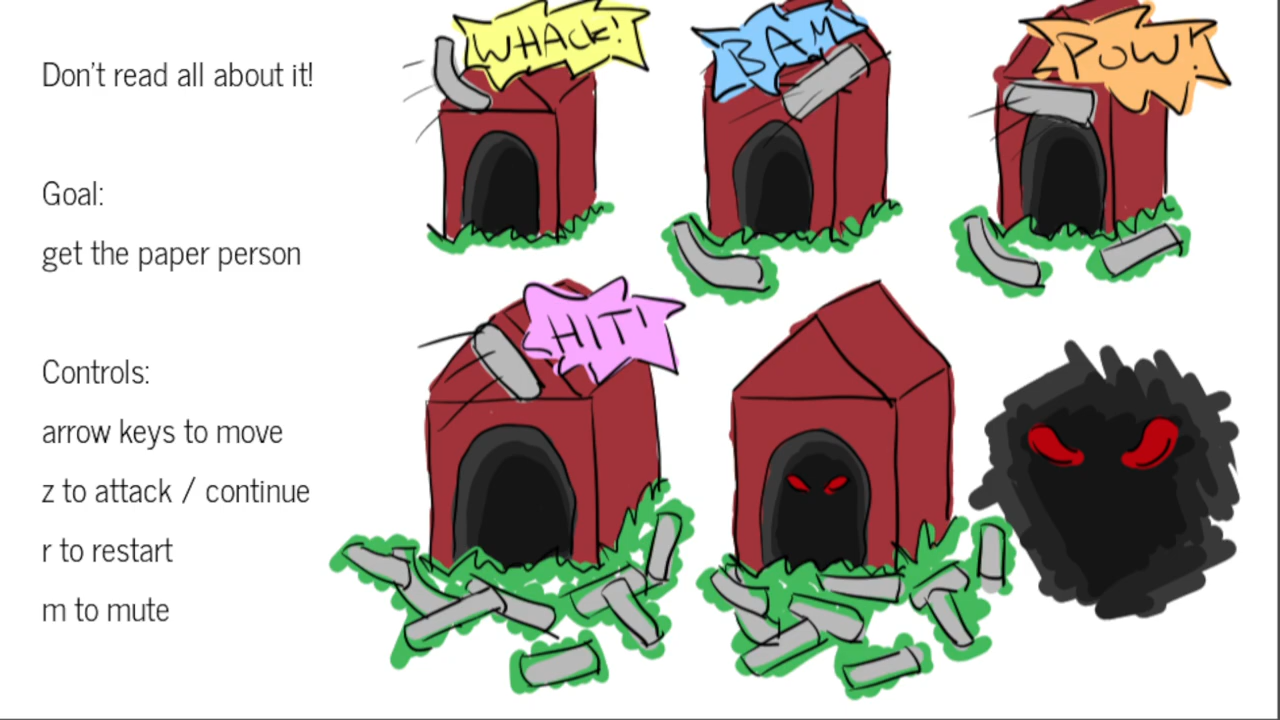 Don't read all about it!
Goal:
get the paper person
Controls:
arrow keys to move
z to attack / continue
r to restart
m to mute
WHACK!
BAM
POW!
HIT!